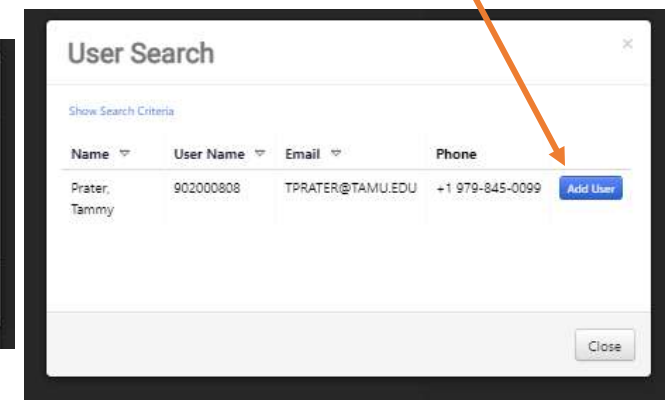 User Search
×
Show Search Criteria
Name User Name Email Phone
Prater, 902000808 TPRATER@TAMU.EDU +1 979-845-0099 Add User
Tammy
Close